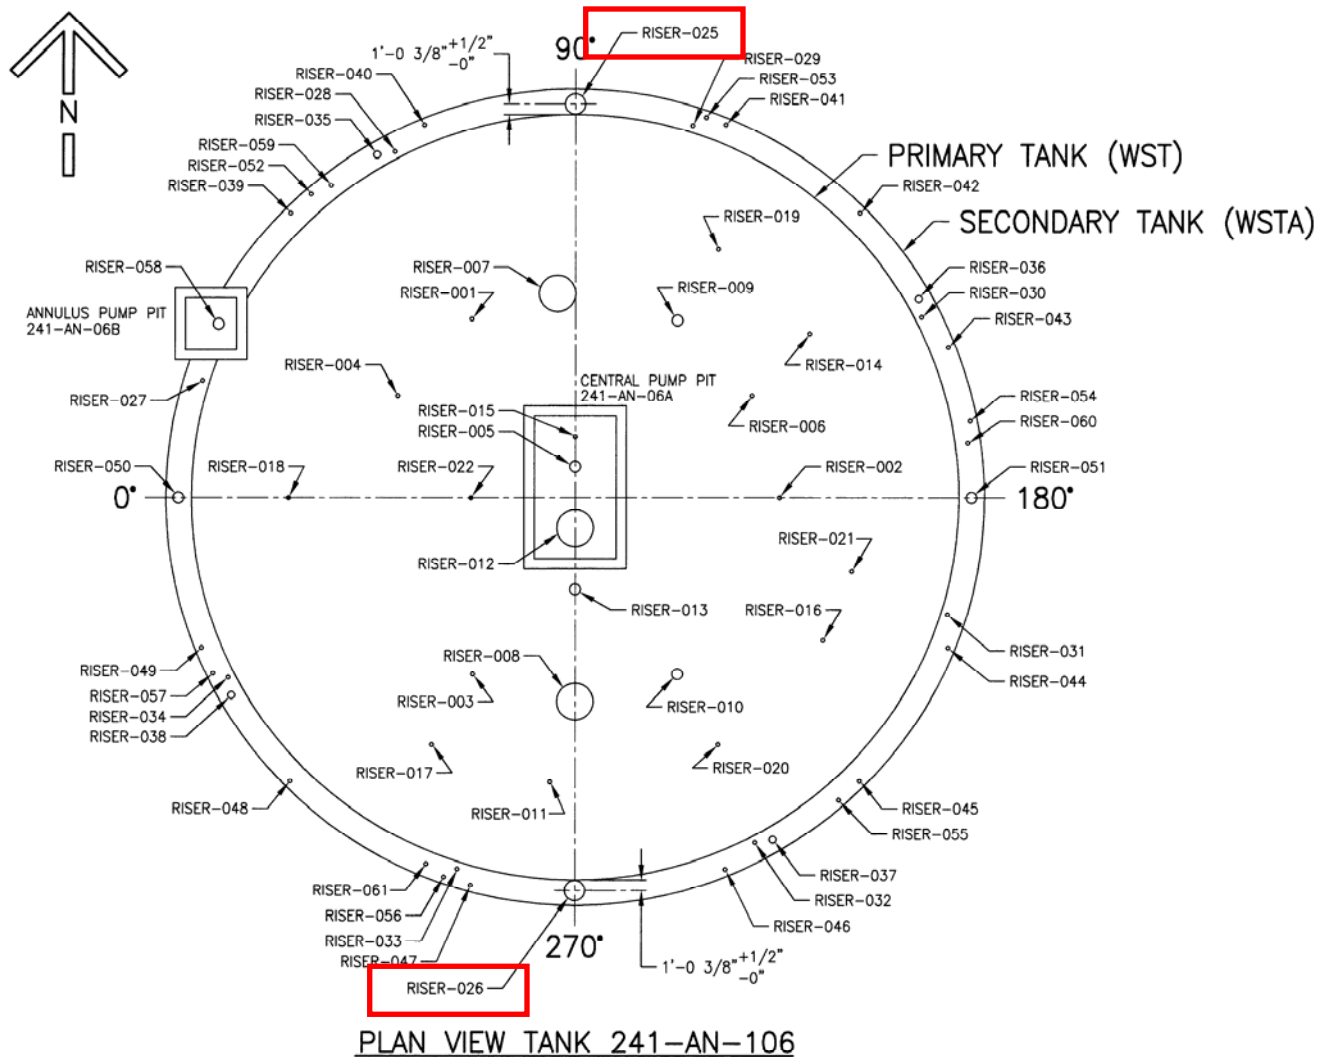 RISER-025
1'-0 3/8"+1/2"
-0"
90°
RISER-029
RISER-040
RISER-053
RISER-028
RISER-041
RISER-035
N
RISER-059
PRIMARY TANK (WST)
RISER-052
RISER-039
RISER-042
RISER-019
SECONDARY TANK (WSTA)
RISER-058
RISER-007
RISER-036
RISER-009
RISER-030
RISER-001
ANNULUS PUMP PIT
241-AN-06B
RISER-043
RISER-004
RISER-014
CENTRAL PUMP PIT
241-AN-06A
RISER-027
RISER-054
RISER-015
RISER-060
RISER-005
RISER-006
RISER-050
RISER-018
RISER-022
RISER-002
RISER-051
0°
180°
RISER-021
RISER-012
RISER-013
RISER-016
RISER-031
RISER-008
RISER-049
RISER-044
RISER-057
RISER-003
RISER-010
RISER-034
RISER-038
RISER-017
RISER-020
RISER-048
RISER-011
RISER-045
RISER-055
RISER-061
RISER-037
RISER-056
RISER-032
RISER-033
RISER-046
270°
RISER-047
1'-0 3/8"+1/2"
-0"
RISER-026
PLAN VIEW TANK 241-AN-106